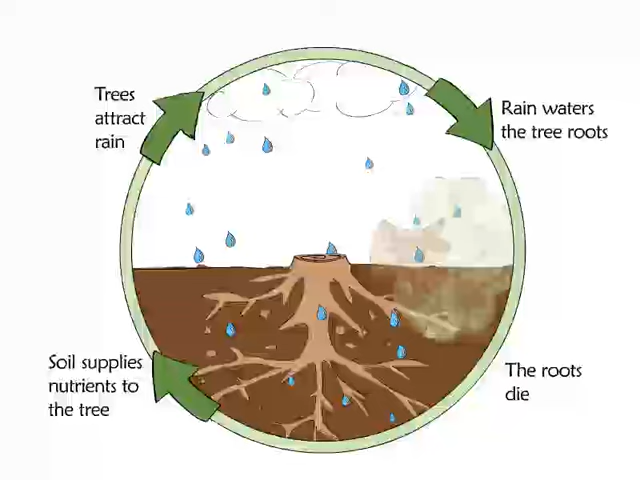 Trees
attract
rain
Rain waters
the tree roots
Soil supplies
nutrients to
the tree
The roots
die